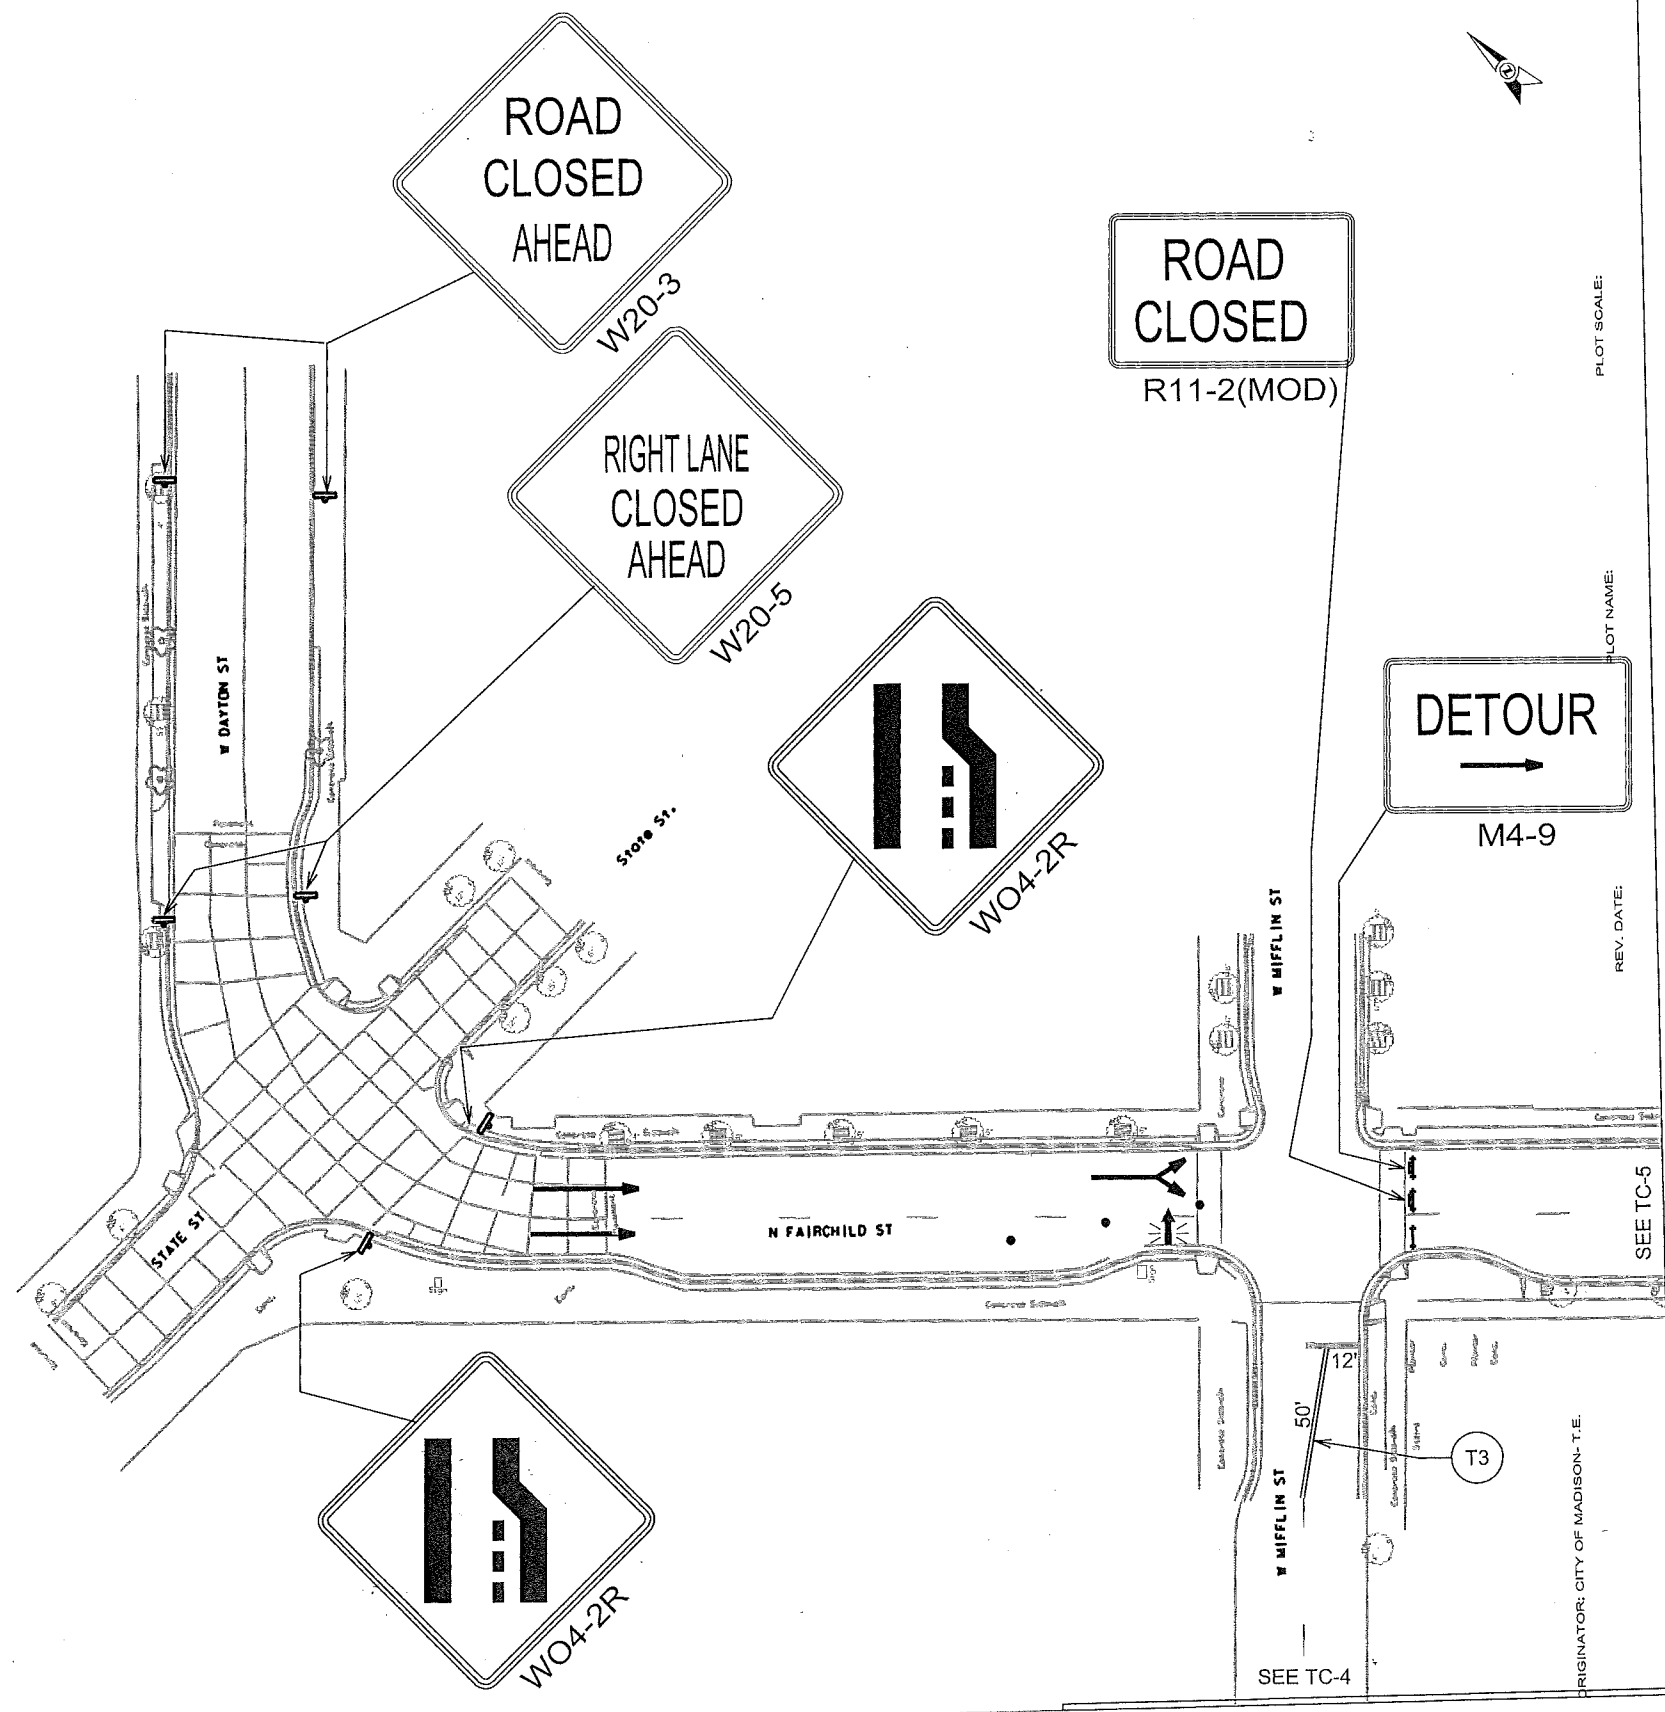 ROAD
CLOSED
AHEAD
W20-3
RIGHT LANE
CLOSED
AHEAD
W20-5
ROAD
CLOSED
R11-2(MOD)
PLOT SCALE:
PLOT NAME:
DETOUR
M4-9
REV. DATE:
WO4-2R
W DAYTON ST
State St.
W MIFFLIN ST
STATE ST
N FAIRCHILD ST
SEE TC-5
12'
50'
T3
W MIFFLIN ST
SEE TC-4
WO4-2R
ORIGINATOR: CITY OF MADISON- T.E.